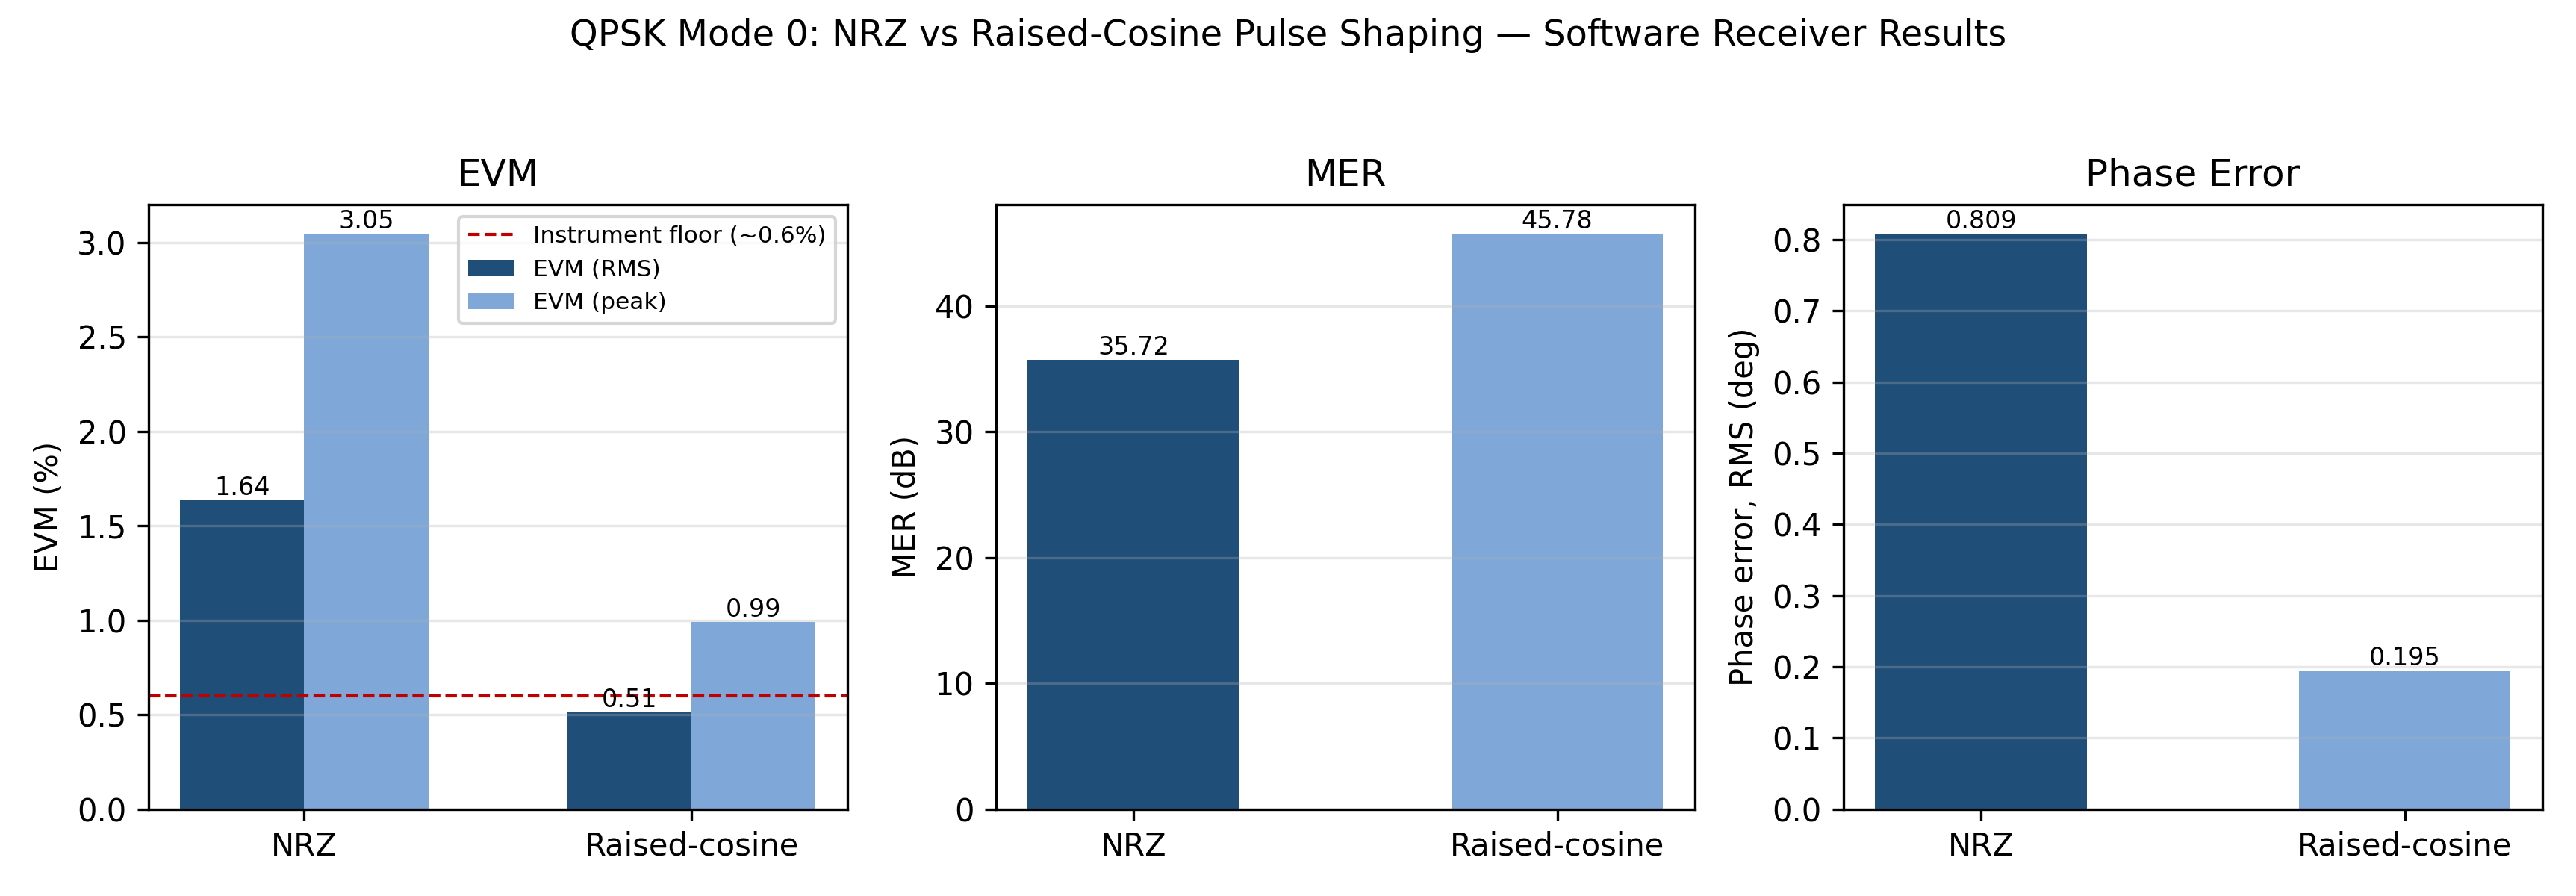 QPSK Mode 0: NRZ vs Raised-Cosine Pulse Shaping — Software Receiver Results
EVM
EVM (%)
3.0
2.5
2.0
1.5
1.0
0.5
0.0
3.05
1.64
0.99
0.51
Instrument floor (~0.6%)
EVM (RMS)
EVM (peak)
NRZ
Raised-cosine
MER
MER (dB)
40
30
20
10
0
35.72
45.78
NRZ
Raised-cosine
Phase Error
Phase error, RMS (deg)
0.8
0.7
0.6
0.5
0.4
0.3
0.2
0.1
0.0
0.809
0.195
NRZ
Raised-cosine